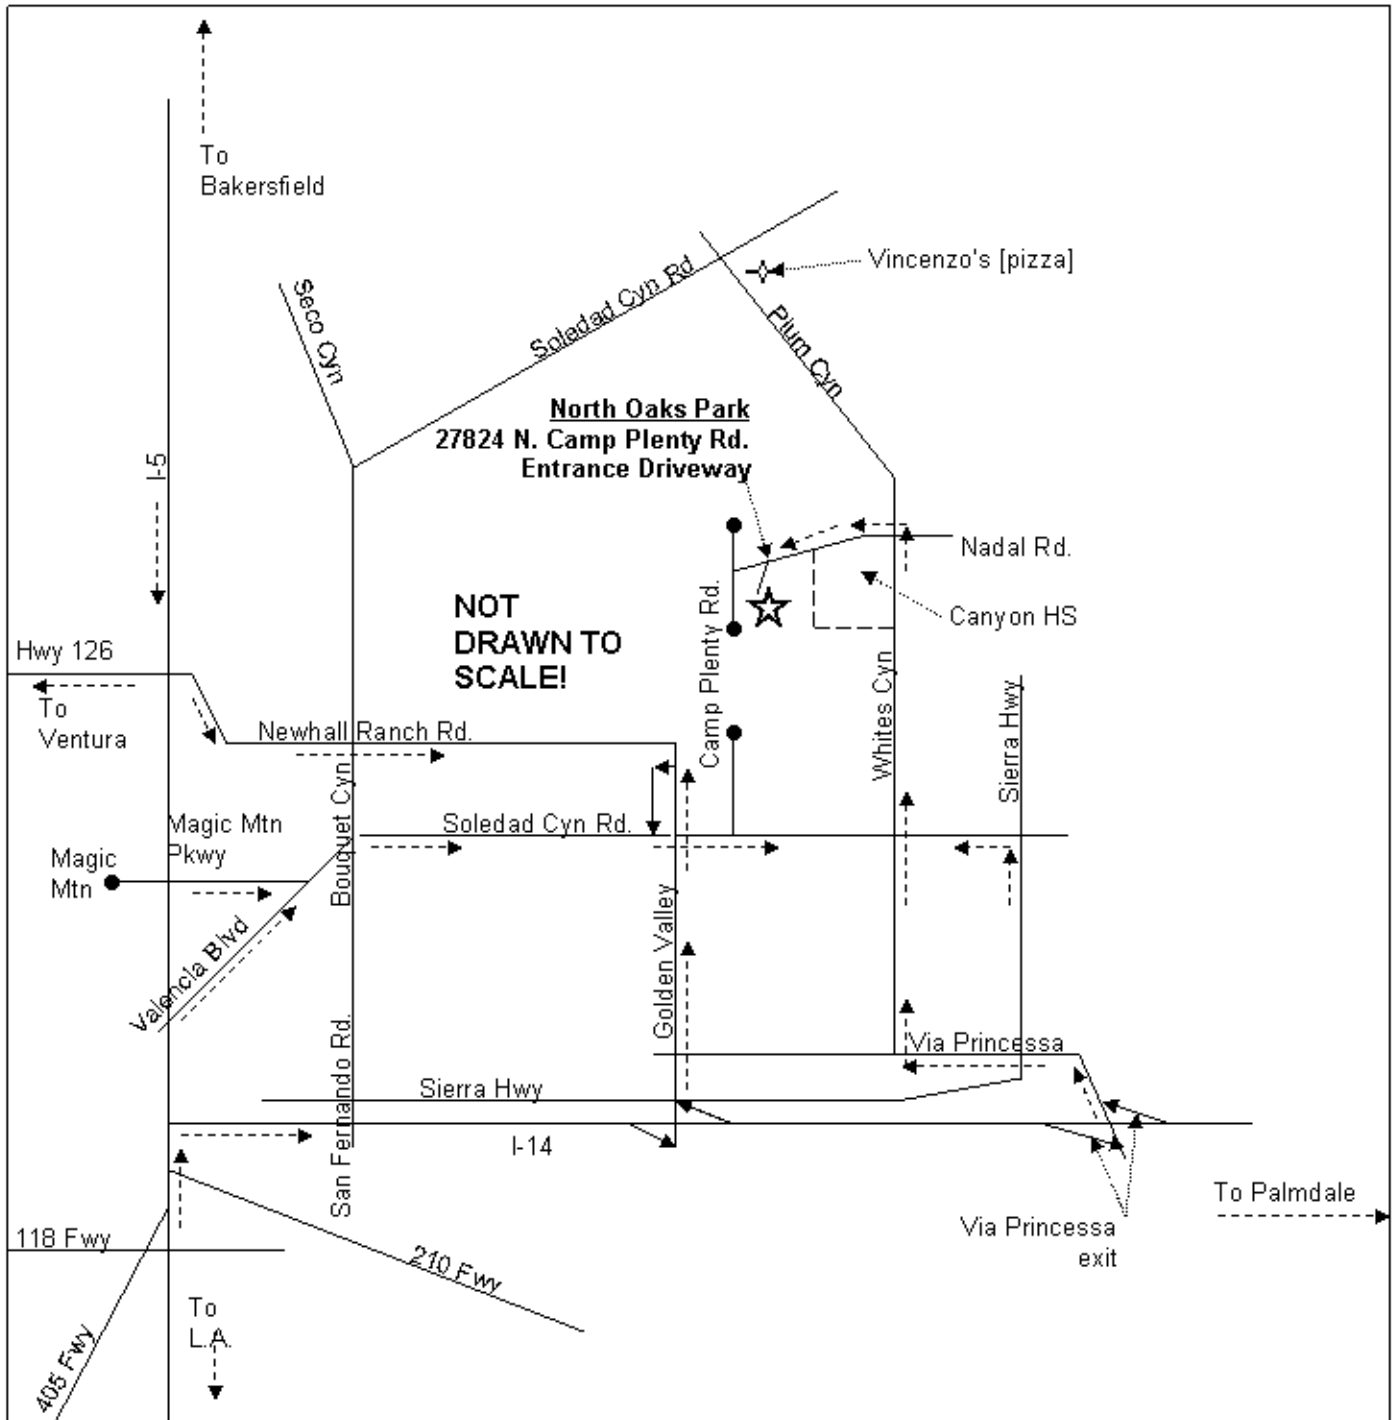 To
Bakersfield
Vincenzo's [pizza]
Seco Cyn
Soledad Cyn Rd
Plum Cyn
North Oaks Park
27824 N. Camp Plenty Rd.
Entrance Driveway
I-5
Nadal Rd.
Canyon HS
NOT
DRAWN TO
SCALE!
Camp Plenty Rd.
Whites Cyn
Sierra Hwy
Hwy 126
To
Ventura
Newhall Ranch Rd.
Bouquet Cyn
Magic Mtn
Pkwy
Soledad Cyn Rd.
Magic
Mtn
Valencla Blvd
Golden Valley
Via Princessa
San Fernando Rd.
Sierra Hwy
I-14
To Palmdale
Via Princessa
exit
118 Fwy
210 Fwy
To
L.A.
405 Fwy